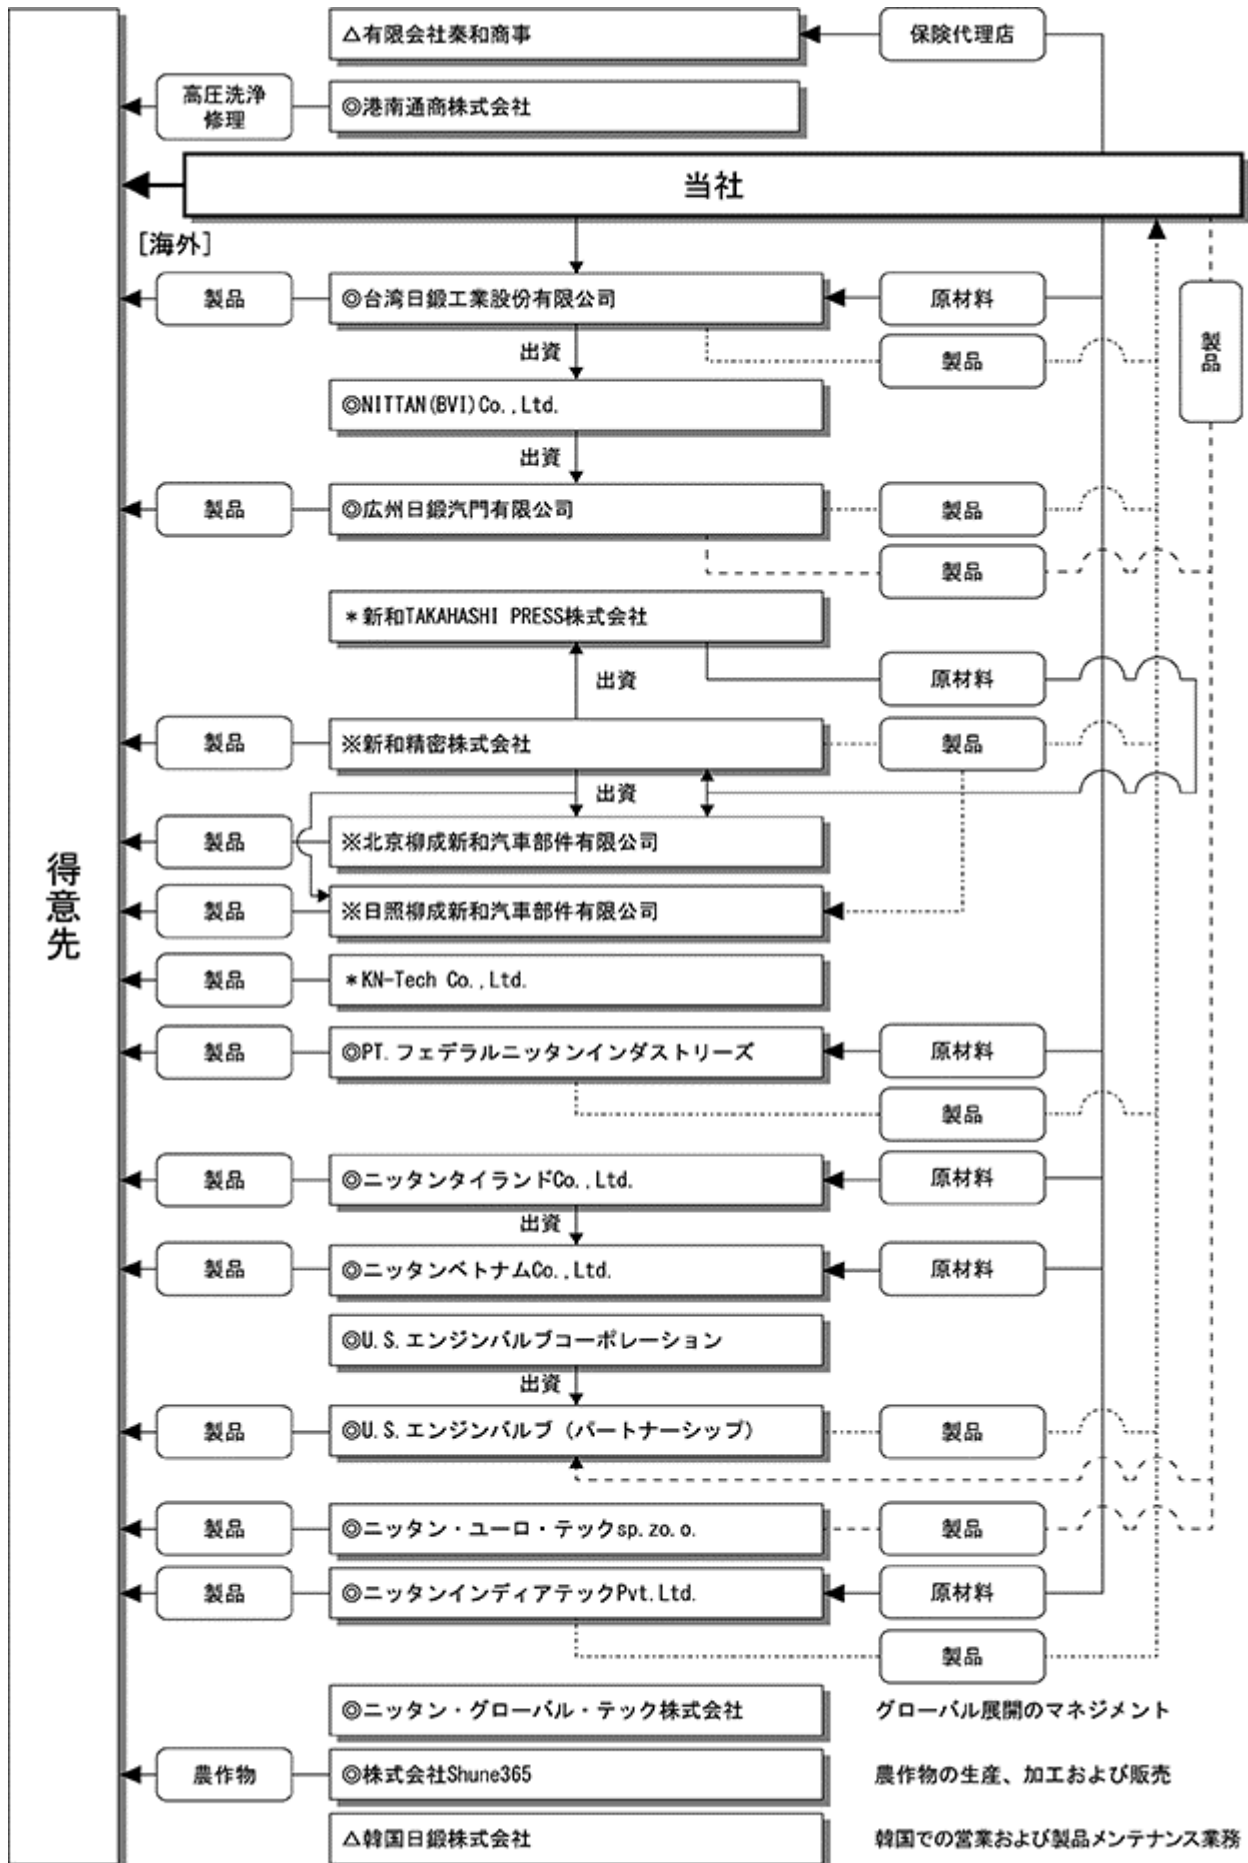 △有限会社秦和商事
保険代理店
高圧洗浄
修理
◎港南通商株式会社
当社
[海外]
製品
◎台湾日鍛工業股份有限公司
原材料
製品
出資
製品
◎NITTAN(BVI)Co.,Ltd.
出資
製品
◎広州日鍛汽門有限公司
製品
製品
＊新和TAKAHASHI PRESS株式会社
出資
原材料
製品
※新和精密株式会社
製品
出資
製品
※北京柳成新和汽車部件有限公司
得意先
製品
※日照柳成新和汽車部件有限公司
製品
＊KN-Tech Co.,Ltd.
製品
◎PT.フェデラルニッタンインダストリーズ
原材料
製品
製品
◎ニッタンタイランドCo.,Ltd.
原材料
出資
製品
◎ニッタンベトナムCo.,Ltd.
原材料
◎U.S.エンジンバルブコーポレーション
出資
製品
◎U.S.エンジンバルブ（パートナーシップ）
製品
製品
◎ニッタン・ユーロ・テックsp.zo.o.
製品
製品
◎ニッタンインディアテックPvt.Ltd.
原材料
製品
◎ニッタン・グローバル・テック株式会社
グローバル展開のマネジメント
農作物
◎株式会社Shune365
農作物の生産、加工および販売
△韓国日鍛株式会社
韓国での営業および製品メンテナンス業務